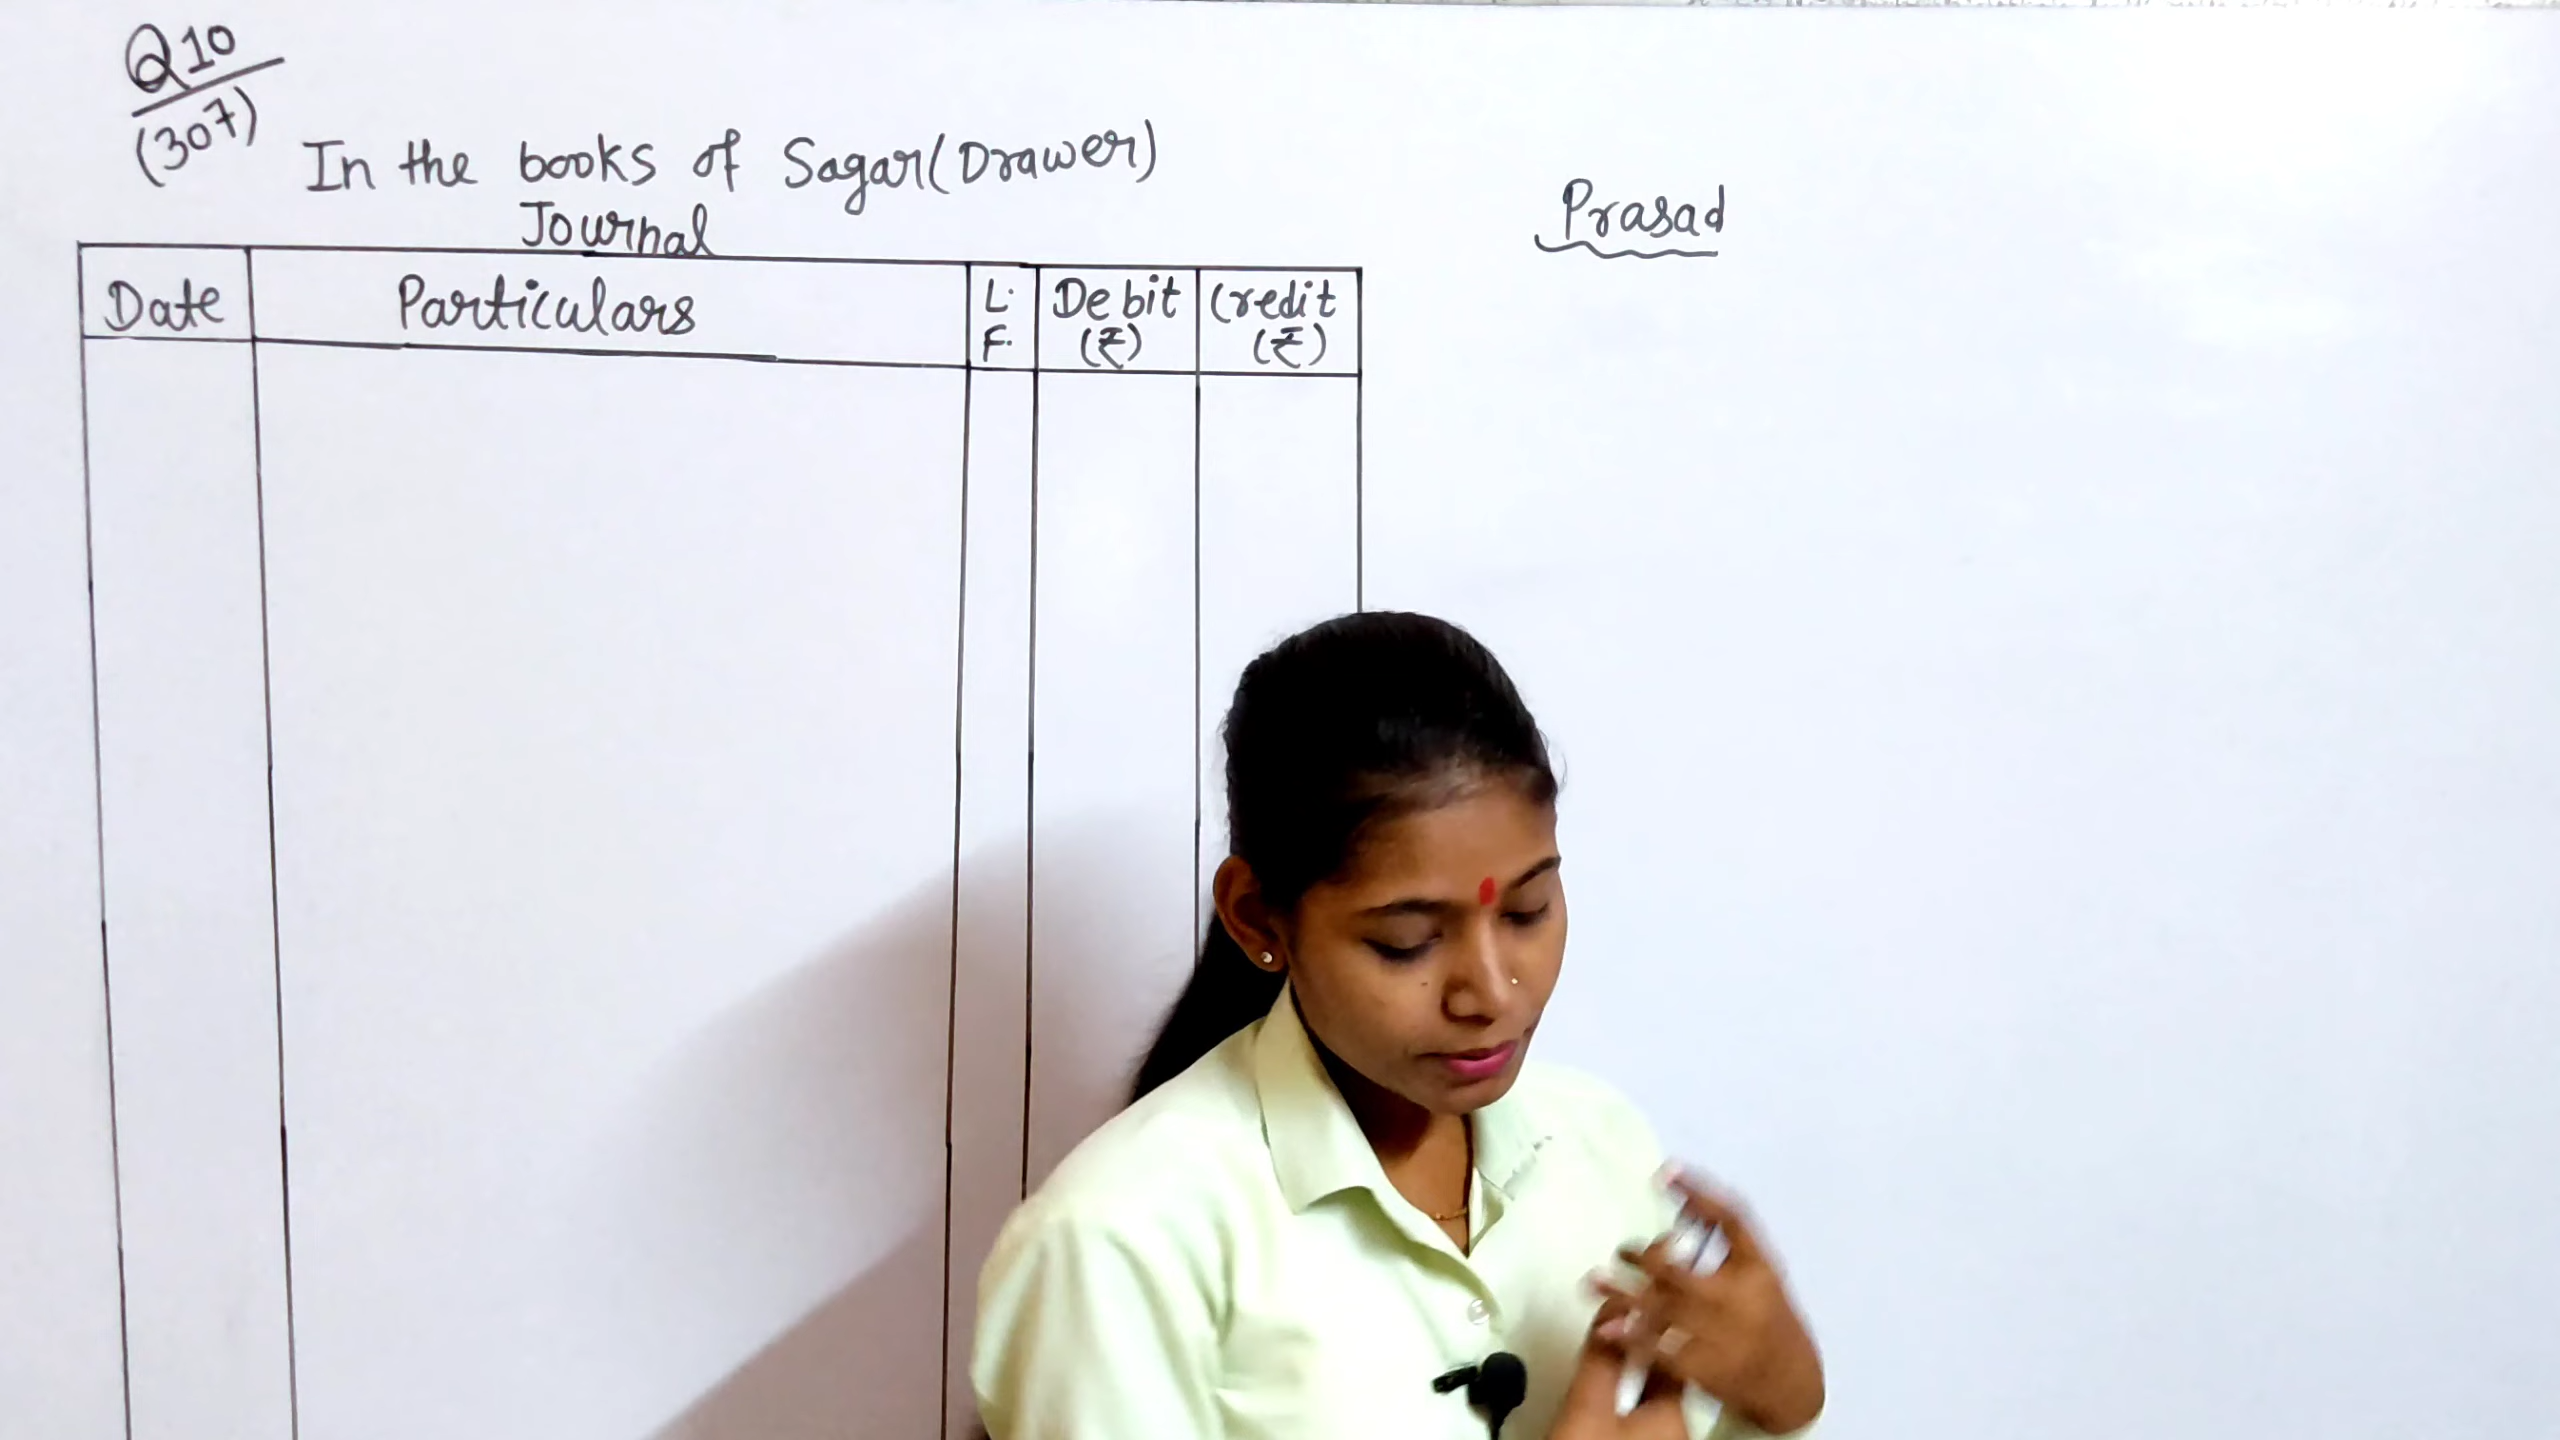 Q10
(307)
In the books of Sagar (Drawer)
Journal
Prasad
Date Particulars L.F. Debit (₹) Credit (₹)